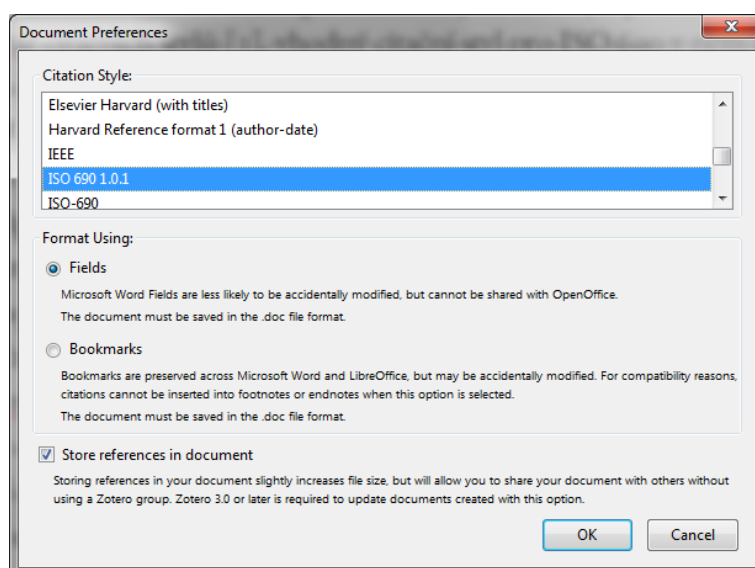 Document Preferences
Citation Style:
Elsevier Harvard (with titles)
Harvard Reference format 1 (author-date)
IEEE
ISO 690 1.0.1
ISO-690
Format Using:
Fields
Microsoft Word Fields are less likely to be accidentally modified, but cannot be shared with OpenOffice.
The document must be saved in the .doc file format.
Bookmarks
Bookmarks are preserved across Microsoft Word and LibreOffice, but may be accidentally modified. For compatibility reasons,
citations cannot be inserted into footnotes or endnotes when this option is selected.
The document must be saved in the .doc file format.
Store references in document
Storing references in your document slightly increases file size, but will allow you to share your document with others without
using a Zotero group. Zotero 3.0 or later is required to update documents created with this option.
OK Cancel